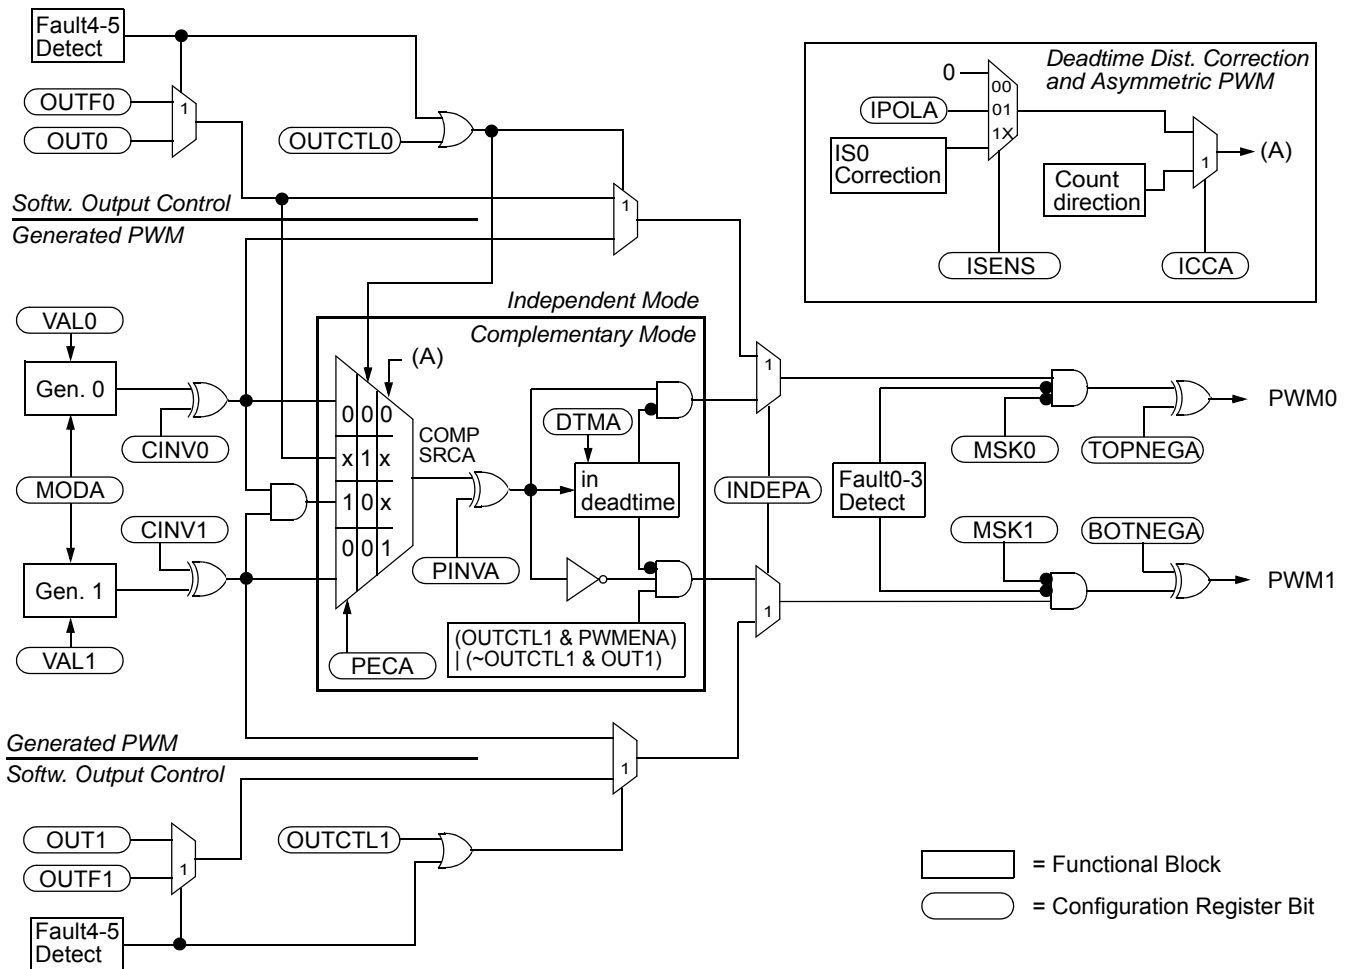 Fault4-5
Detect
OUTF0
OUT0
1
OUTCTL0
Softw. Output Control
Generated PWM
1
Deadtime Dist. Correction
and Asymmetric PWM
0
00
IPOLA
01
1X
IS0
Correction
Count
direction
1
(A)
ISENS
ICCA
Independent Mode
Complementary Mode
VAL0
Gen. 0
CINV0
MODA
CINV1
Gen. 1
VAL1
(A)
0 0 0
x 1 x
1 0 x
0 0 1
COMP
SRCA
PINVA
PECA
DTMA
in
deadtime
(OUTCTL1 & PWMENA)
| (~OUTCTL1 & OUT1)
1
INDEPA
1
Fault0-3
Detect
MSK0
TOPNEGA
PWM0
MSK1
BOTNEGA
PWM1
Generated PWM
Softw. Output Control
1
OUT1
OUTF1
1
OUTCTL1
Fault4-5
Detect
= Functional Block
= Configuration Register Bit